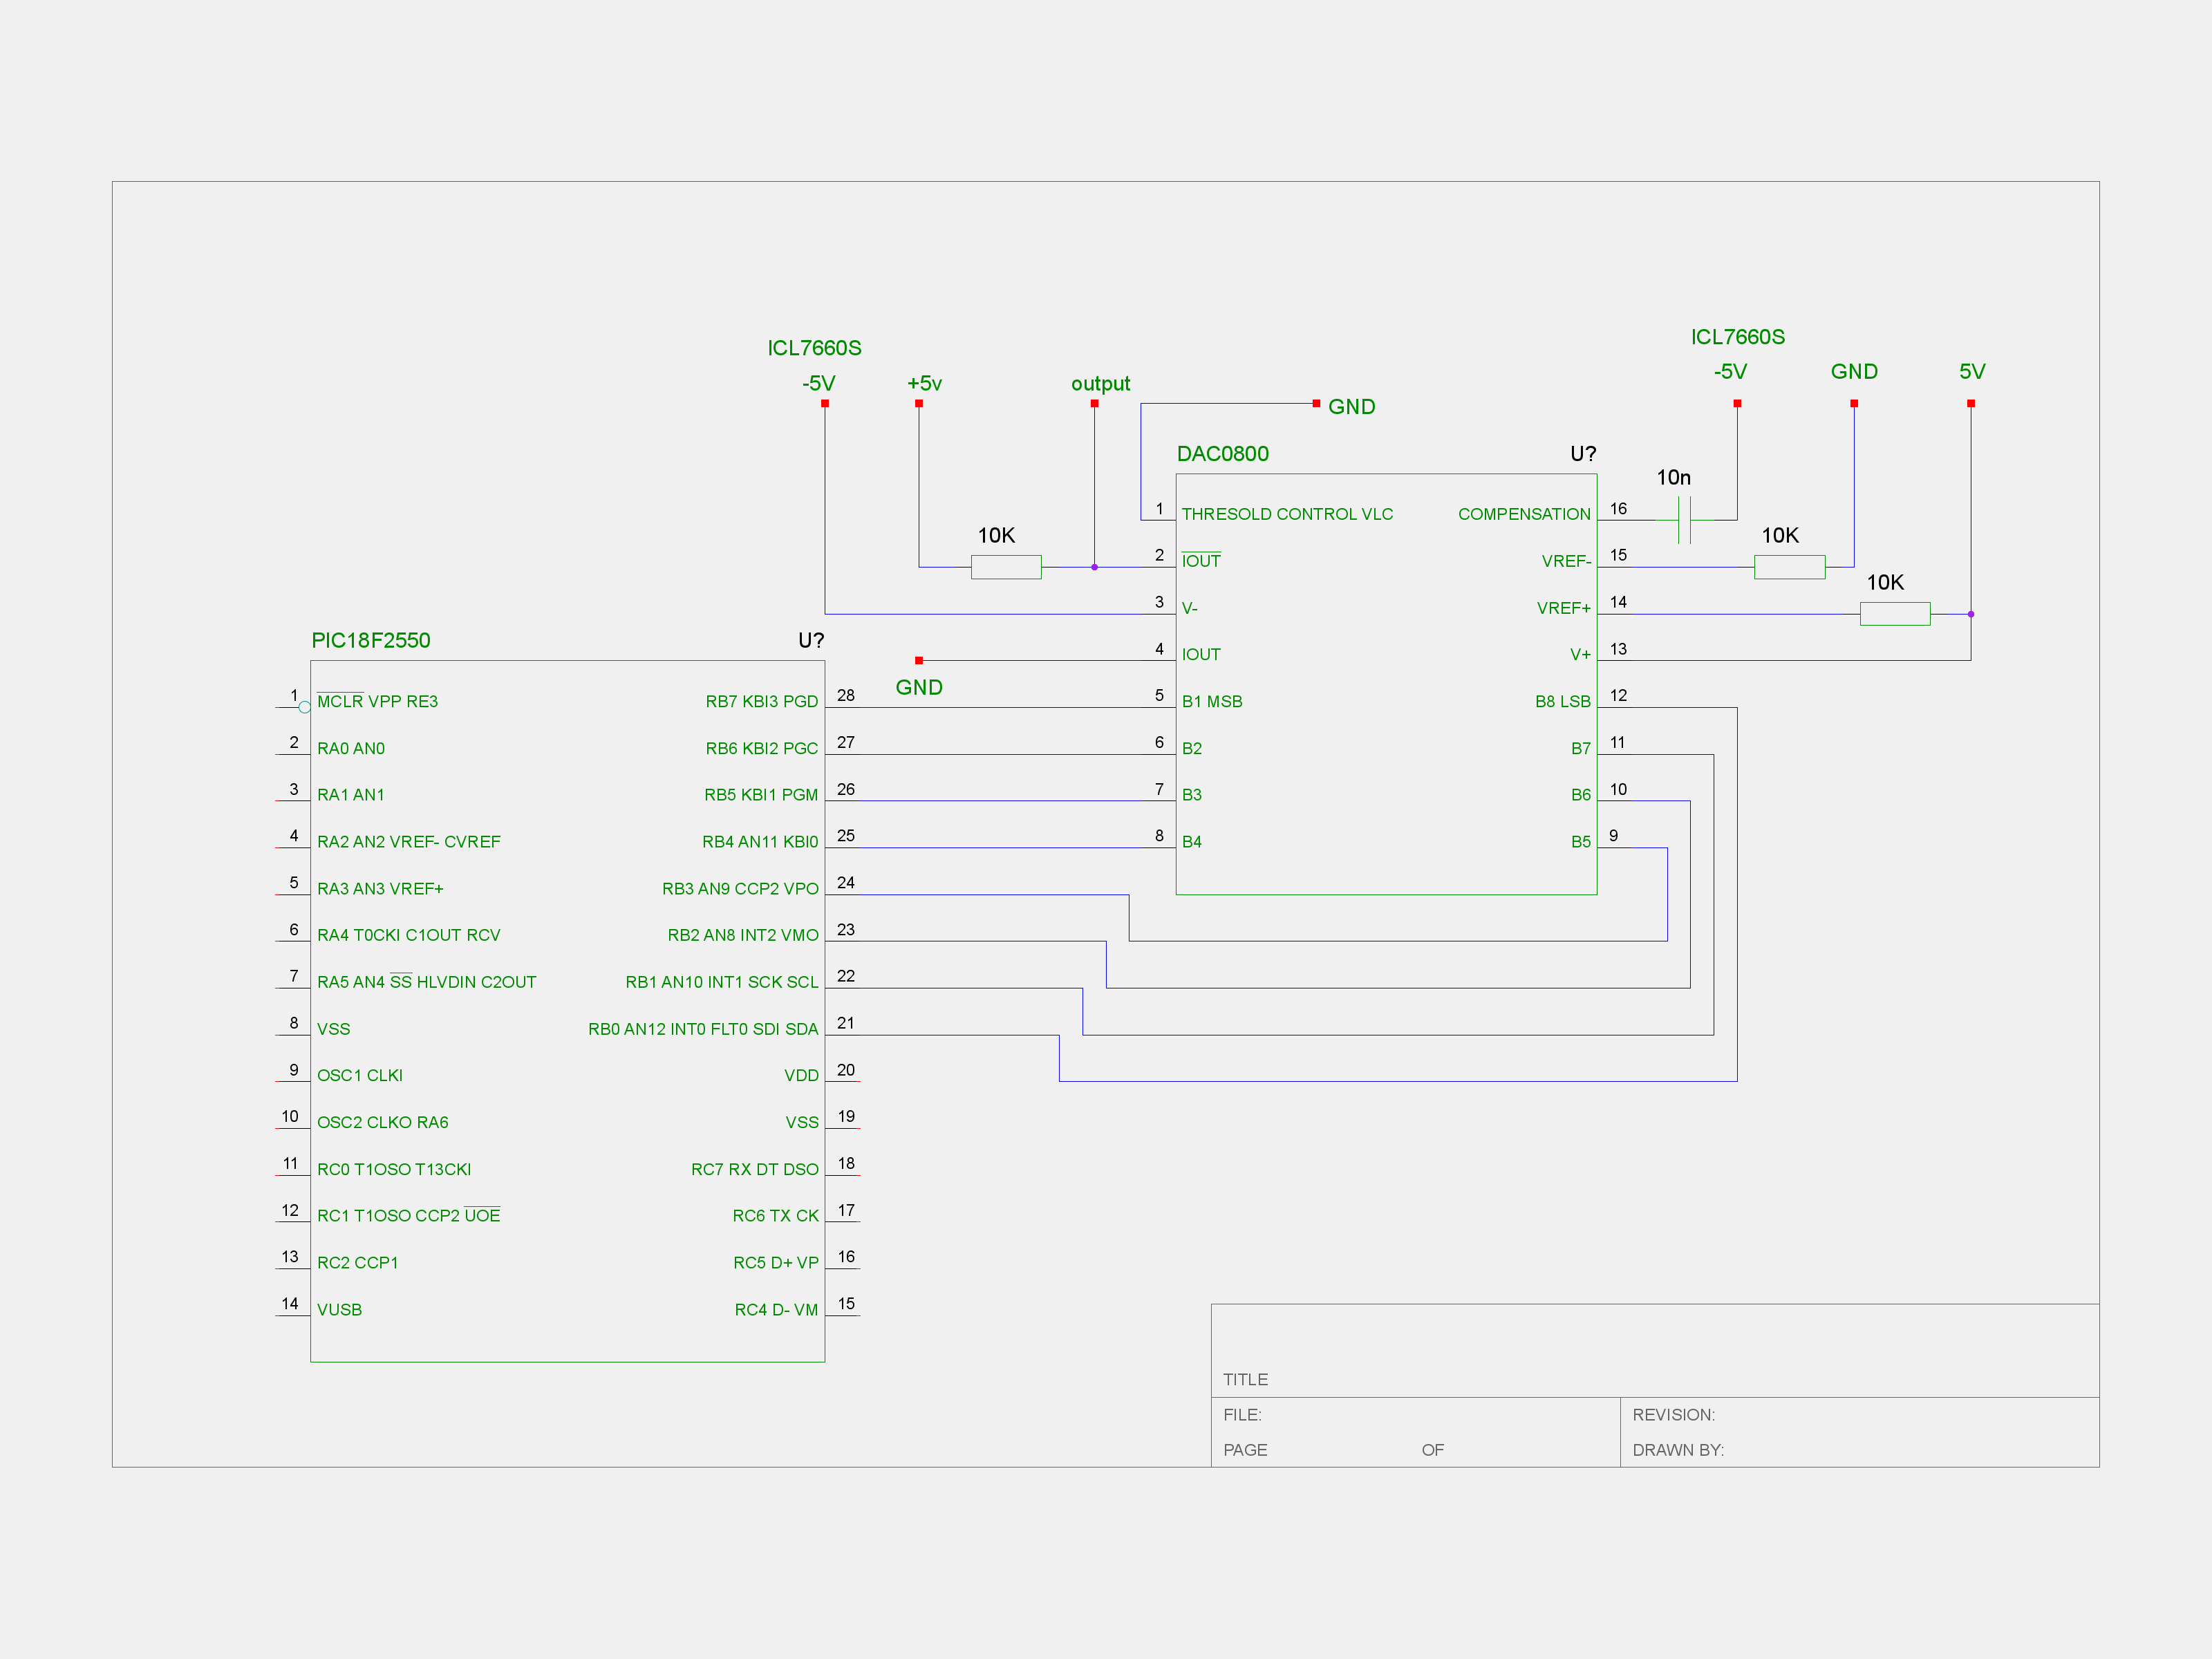 ICL7660S
-5V
+5v
output
GND
ICL7660S
-5V
GND
5V
DAC0800
U?
10n
1
THRESOLD CONTROL VLC
COMPENSATION
16
10K
10K
2
IOUT
VREF-
15
10K
3
V-
VREF+
14
4
IOUT
V+
13
GND
5
B1 MSB
B8 LSB
12
6
B2
B7
11
7
B3
B6
10
8
B4
B5
9
PIC18F2550
U?
1
MCLR VPP RE3
RB7 KBI3 PGD
28
2
RA0 AN0
RB6 KBI2 PGC
27
3
RA1 AN1
RB5 KBI1 PGM
26
4
RA2 AN2 VREF- CVREF
RB4 AN11 KBI0
25
5
RA3 AN3 VREF+
RB3 AN9 CCP2 VPO
24
6
RA4 T0CKI C1OUT RCV
RB2 AN8 INT2 VMO
23
7
RA5 AN4 SS HLVDIN C2OUT
RB1 AN10 INT1 SCK SCL
22
8
VSS
RB0 AN12 INT0 FLT0 SDI SDA
21
9
OSC1 CLKI
VDD
20
10
OSC2 CLKO RA6
VSS
19
11
RC0 T1OSO T13CKI
RC7 RX DT DSO
18
12
RC1 T1OSO CCP2 UOE
RC6 TX CK
17
13
RC2 CCP1
RC5 D+ VP
16
14
VUSB
RC4 D- VM
15
TITLE
FILE:
REVISION:
PAGE OF
DRAWN BY: